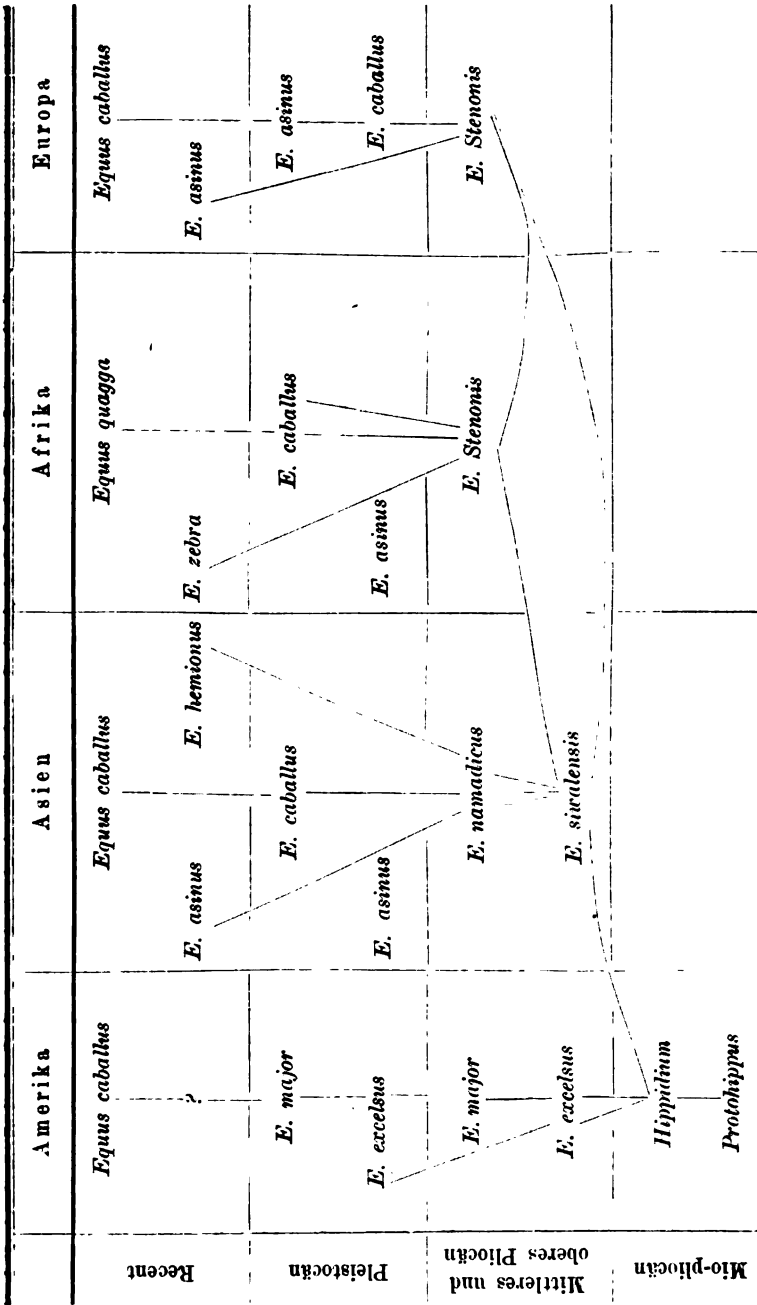 Amerika
Asien
Afrika
Europa
Recent
Equus caballus
Equus caballus
Equus quagga
Equus caballus
?
E. asinus
E. hemionus
E. zebra
E. asinus
Pleistocän
E. major
E. caballus
E. caballus
E. asinus
E. excelsus
E. asinus
E. asinus
E. caballus
Mittleres und
oberes Pliocän
E. major
E. namadicus
E. Stenonis
E. Stenonis
E. excelsus
E. sivalensis
Mio-pliocän
Hippidium
Protohippus